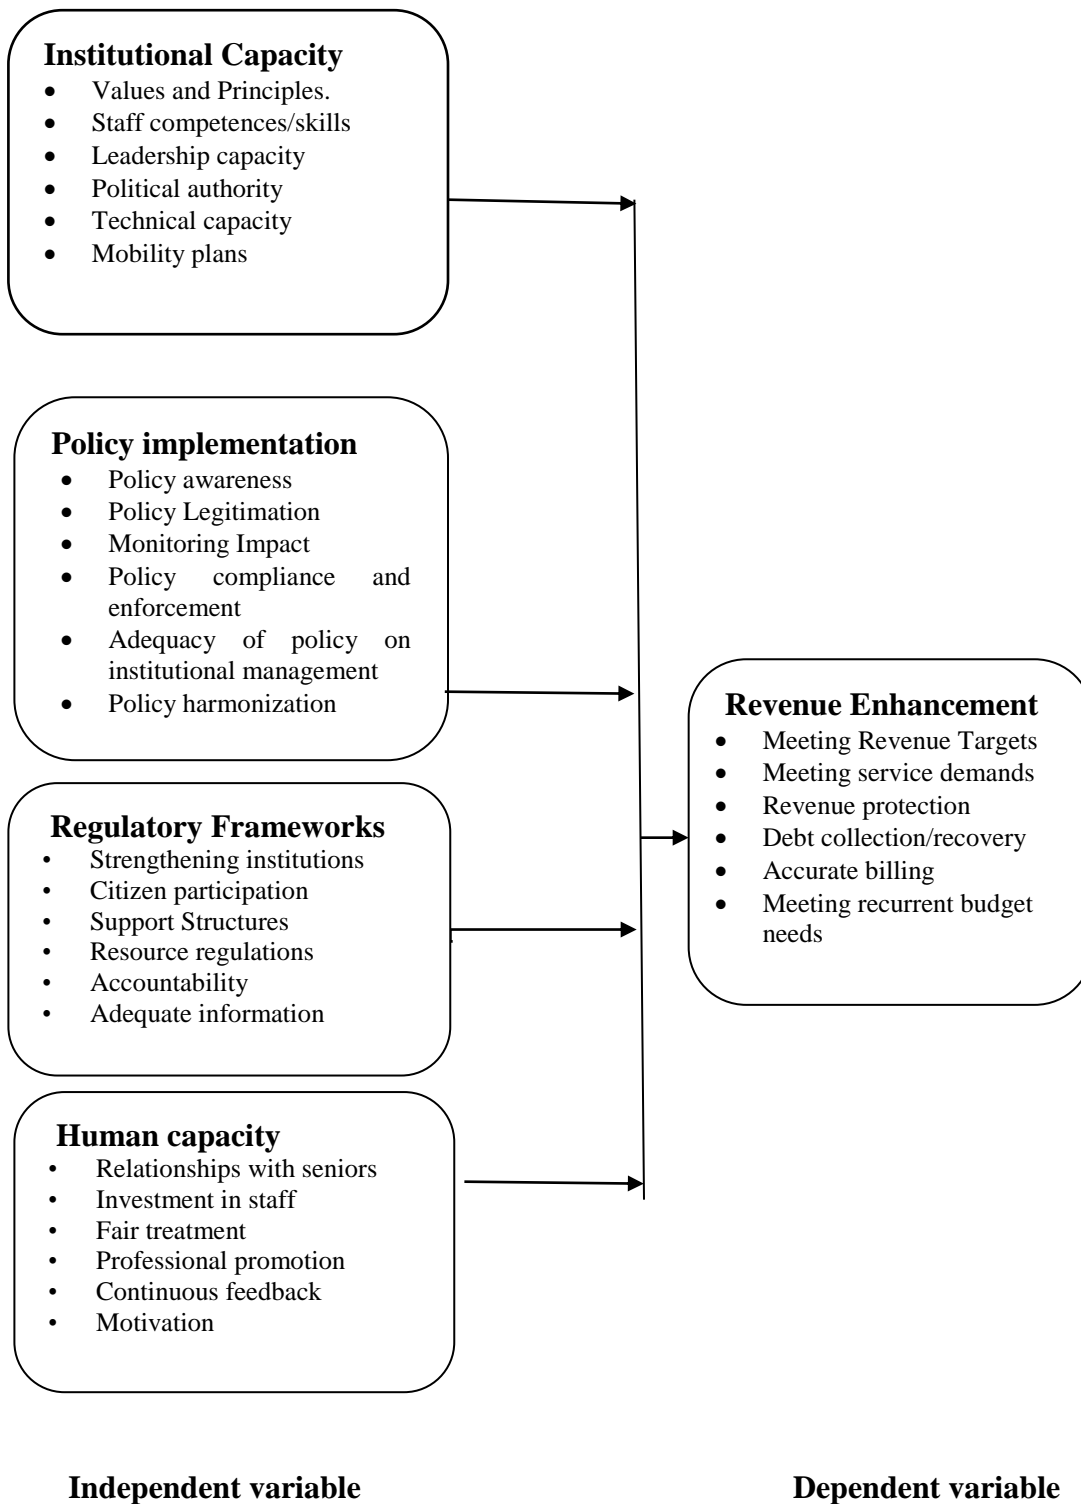 Institutional Capacity
• Values and Principles.
• Staff competences/skills
• Leadership capacity
• Political authority
• Technical capacity
• Mobility plans
Policy implementation
• Policy awareness
• Policy Legitimation
• Monitoring Impact
• Policy compliance and
enforcement
• Adequacy of policy on
institutional management
• Policy harmonization
Regulatory Frameworks
• Strengthening institutions
• Citizen participation
• Support Structures
• Resource regulations
• Accountability
• Adequate information
Human capacity
• Relationships with seniors
• Investment in staff
• Fair treatment
• Professional promotion
• Continuous feedback
• Motivation
Revenue Enhancement
• Meeting Revenue Targets
• Meeting service demands
• Revenue protection
• Debt collection/recovery
• Accurate billing
• Meeting recurrent budget
needs
Independent variable
Dependent variable